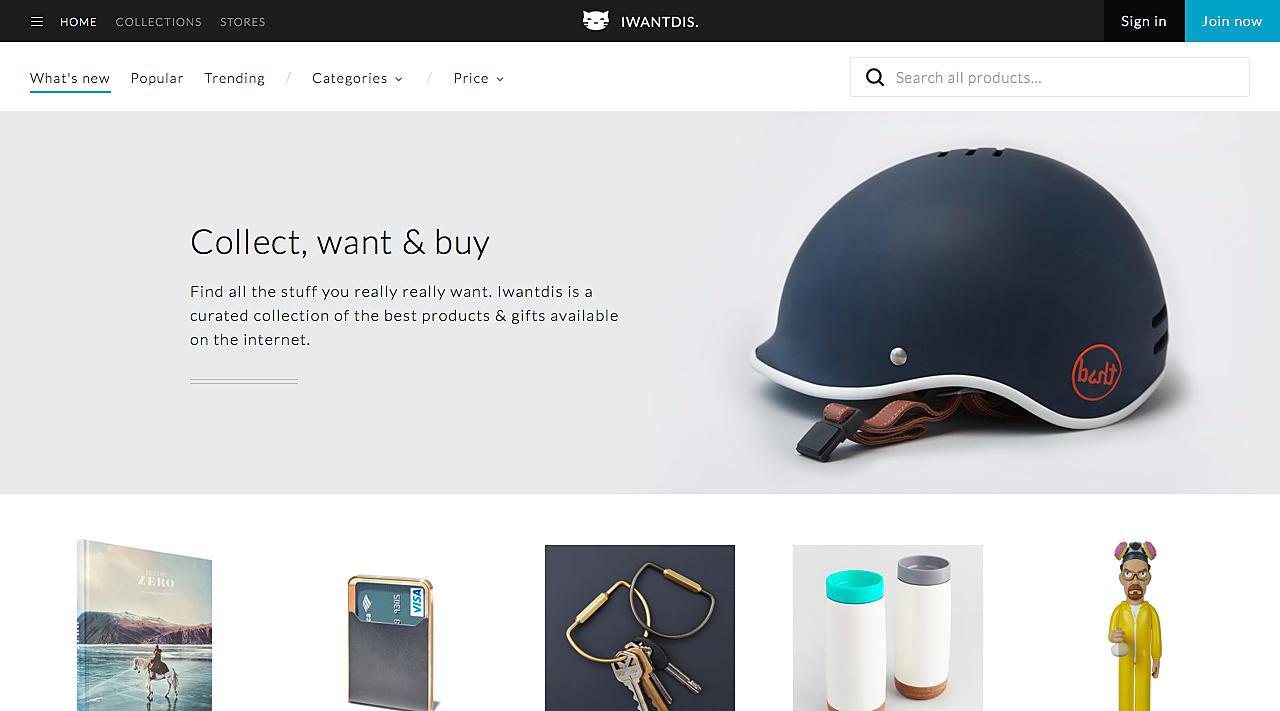 HOME COLLECTIONS STORES
IWANTDIS.
Sign in
Join now
What's new Popular Trending / Categories / Price
Search all products...
Collect, want & buy
Find all the stuff you really really want. Iwantdis is a
curated collection of the best products & gifts available
on the internet.
ZERO
VISA